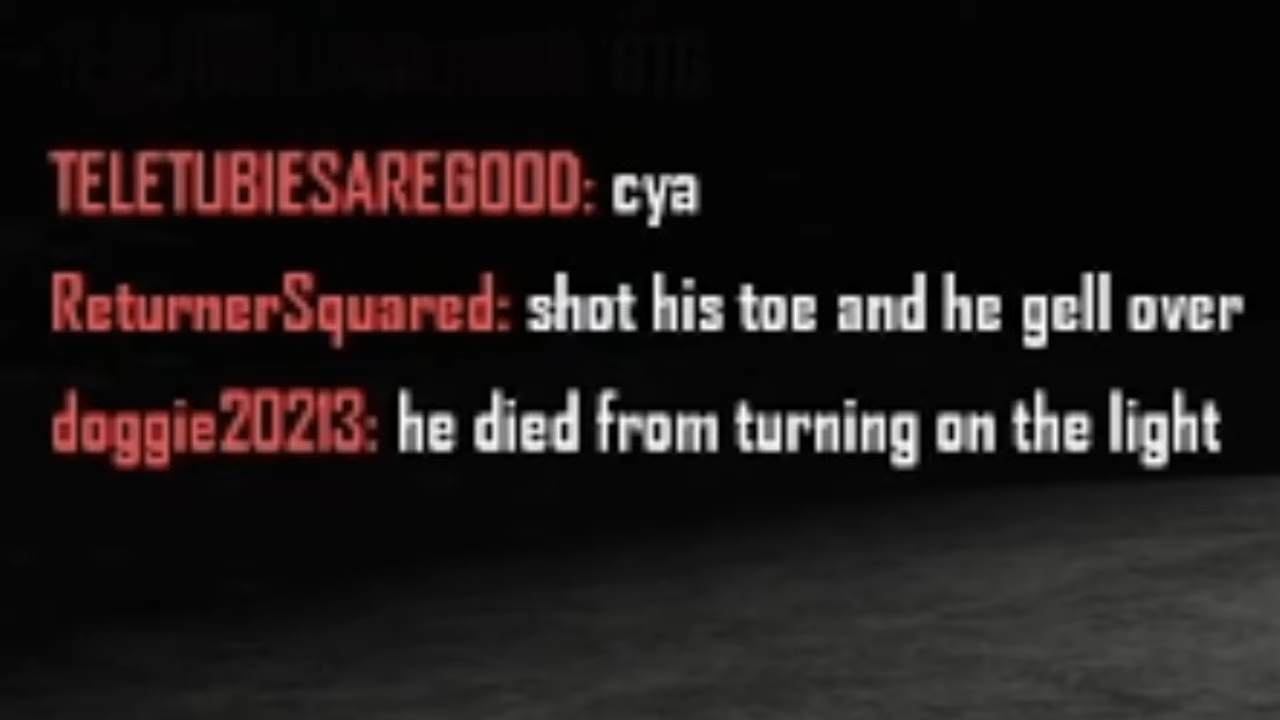 TELETUBIESAREGOOD: cya
ReturnerSquared: shot his toe and he gell over
doggie20213: he died from turning on the light